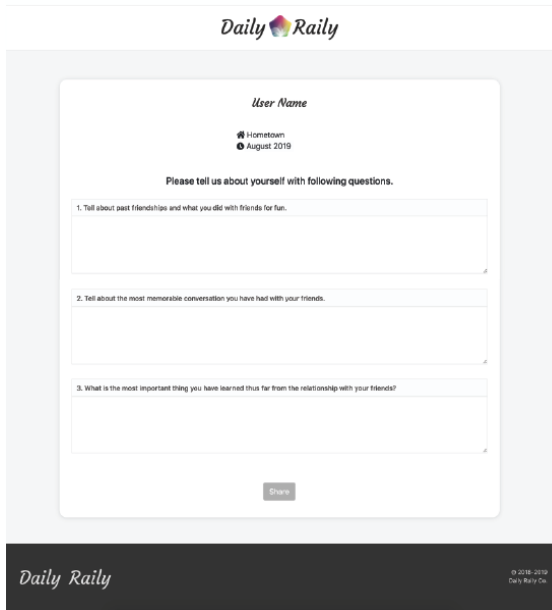 Daily Raily
User Name
Hometown
August 2019
Please tell us about yourself with following questions.
1. Tell about past friendships and what you did with friends for fun.
2. Tell about the most memorable conversation you have had with your friends.
3. What is the most important thing you have learned thus far from the relationship with your friends?
Share
Daily Raily
© 2018-2019
Daily Raily Co.